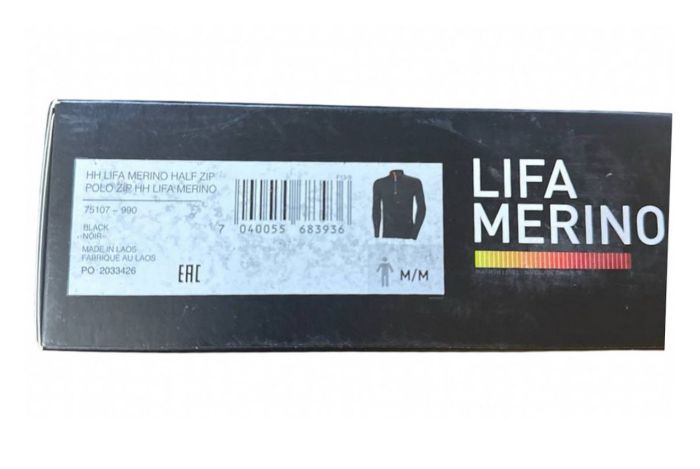 HH LIFA MERINO HALF ZIP
POLO ZIP HH LIFA MERINO
75107 - 990
BLACK
NOIR
MADE IN LAOS
FABRIQUE AU LAOS
PO 2033426
EAC
7 040055 683936
M/M
LIFA
MERINO